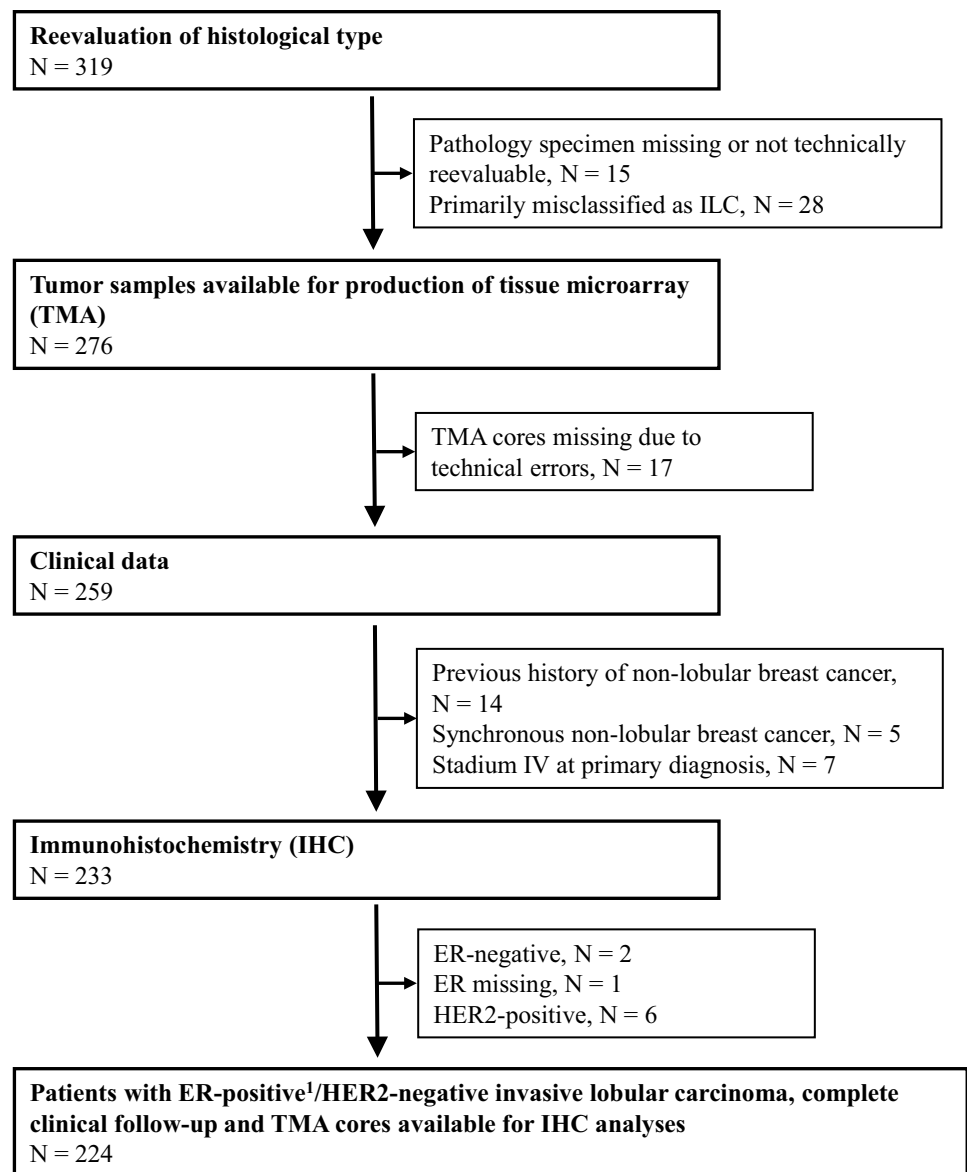 Reevaluation of histological type
N = 319
Pathology specimen missing or not technically
reevaluable, N = 15
Primarily misclassified as ILC, N = 28
Tumor samples available for production of tissue microarray
(TMA)
N = 276
TMA cores missing due to
technical errors, N = 17
Clinical data
N = 259
Previous history of non-lobular breast cancer,
N = 14
Synchronous non-lobular breast cancer, N = 5
Stadium IV at primary diagnosis, N = 7
Immunohistochemistry (IHC)
N = 233
ER-negative, N = 2
ER missing, N = 1
HER2-positive, N = 6
Patients with ER-positive¹/HER2-negative invasive lobular carcinoma, complete
clinical follow-up and TMA cores available for IHC analyses
N = 224